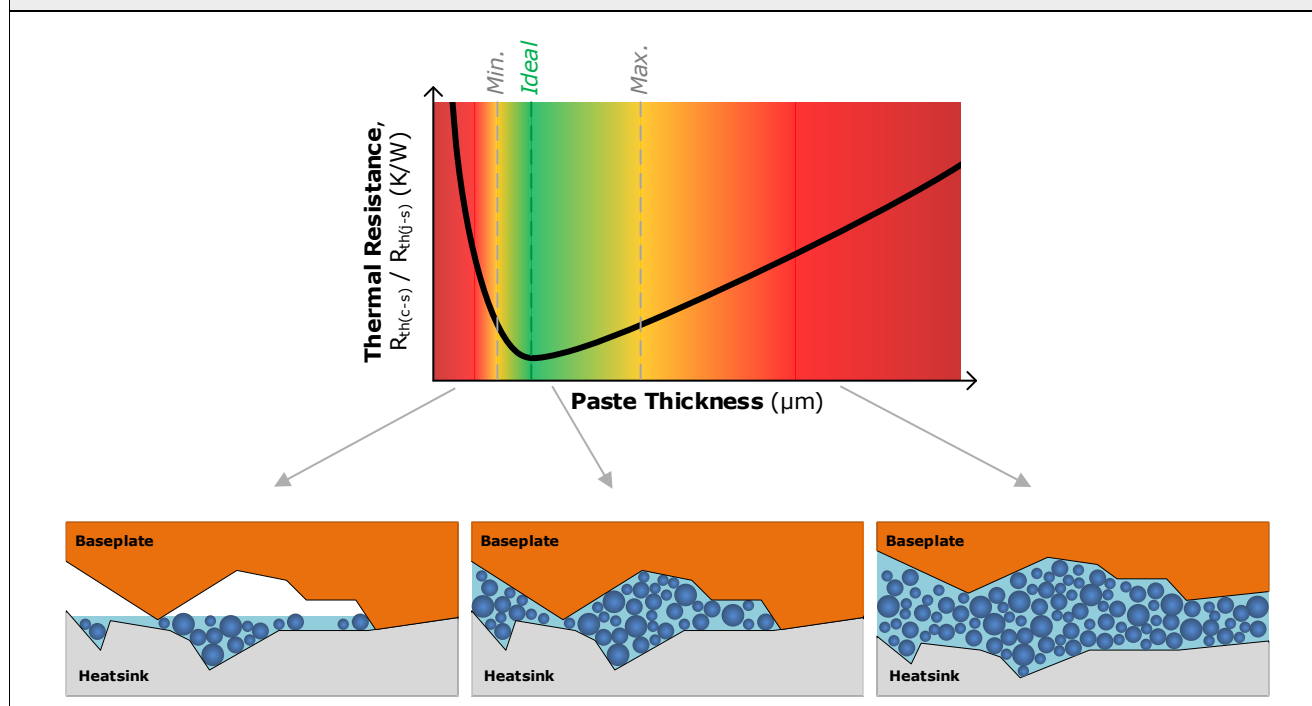 Min.
Ideal
Max.
Thermal Resistance,
Rth(c-s) / Rth(j-s) (K/W)
Paste Thickness (µm)
Baseplate
Heatsink
Baseplate
Heatsink
Baseplate
Heatsink